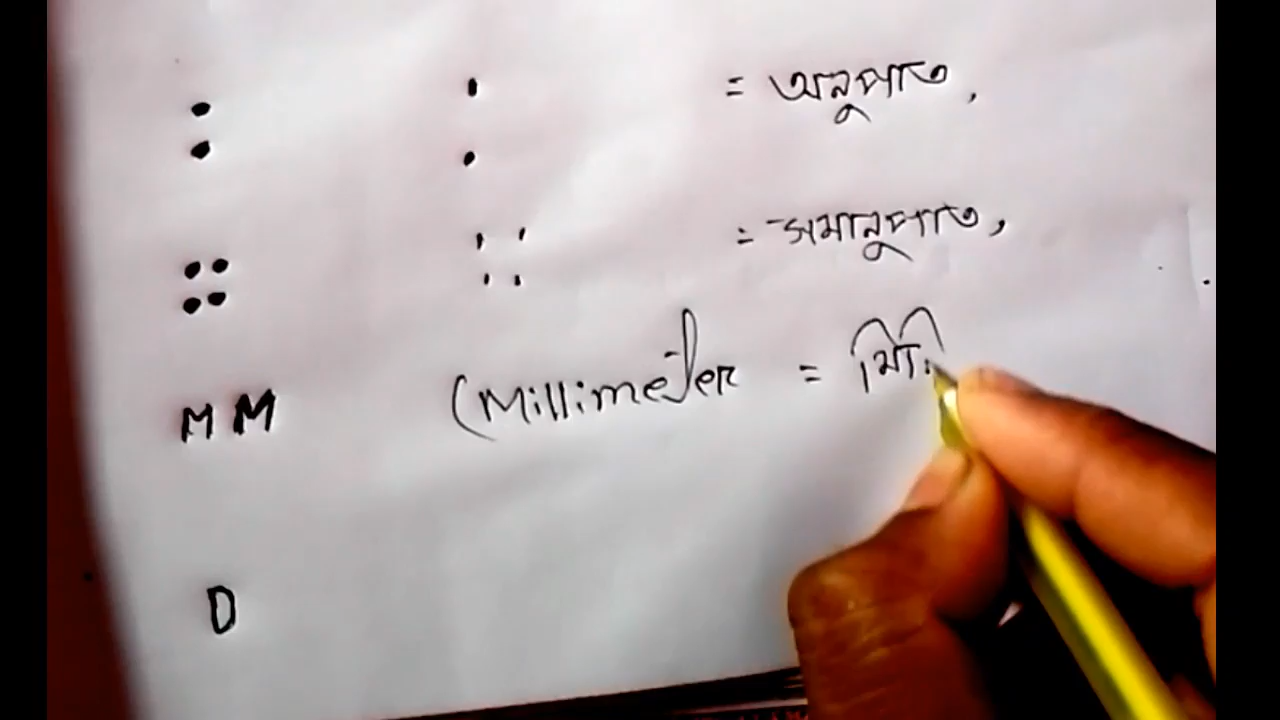 : : = অনুপাত,
:: :: = সমানুপাত,
MM (Millimeter = মিি
D